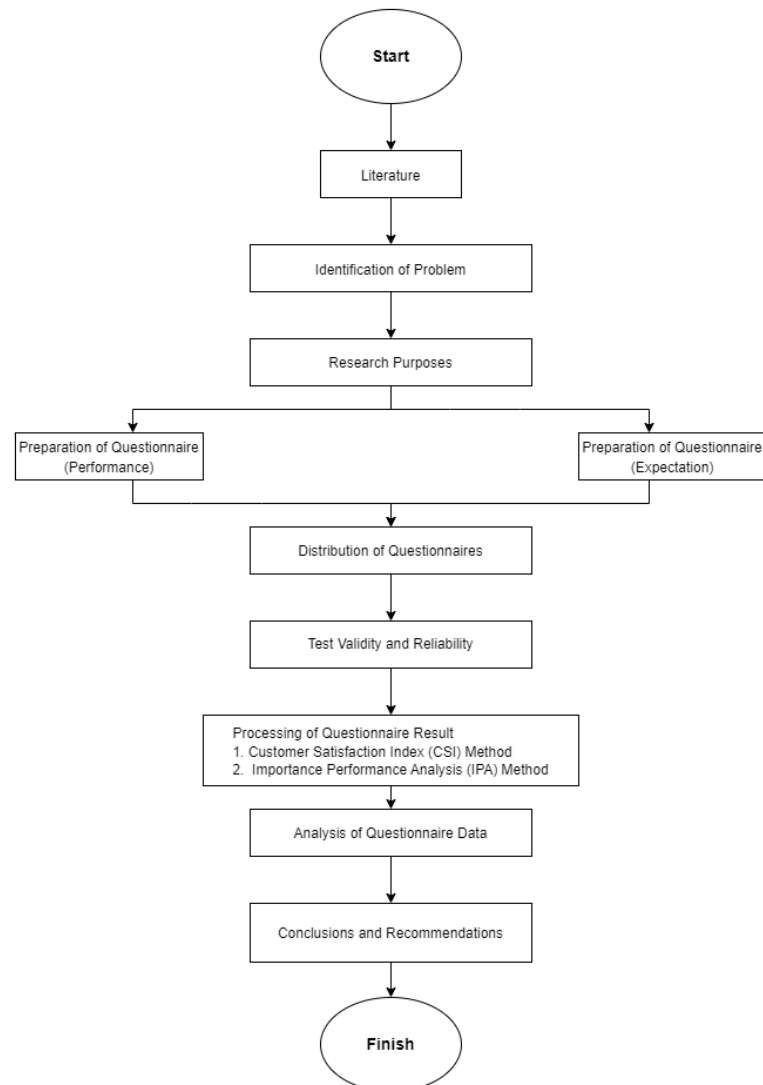 Start
Literature
Identification of Problem
Research Purposes
Preparation of Questionnaire
(Performance)
Preparation of Questionnaire
(Expectation)
Distribution of Questionnaires
Test Validity and Reliability
Processing of Questionnaire Result
1. Customer Satisfaction Index (CSI) Method
2. Importance Performance Analysis (IPA) Method
Analysis of Questionnaire Data
Conclusions and Recommendations
Finish